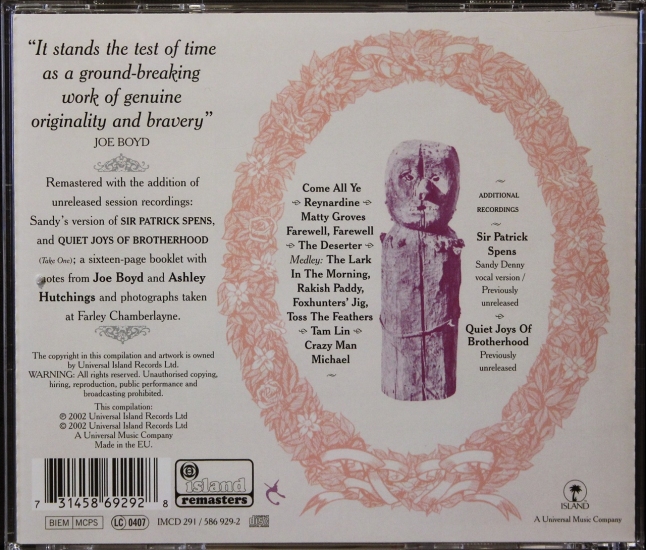 “It stands the test of time
as a ground-breaking
work of genuine
originality and bravery”
JOE BOYD
Remastered with the addition of
unreleased session recordings:
Sandy's version of SIR PATRICK SPENS,
and QUIET JOYS OF BROTHERHOOD
(Take One); a sixteen-page booklet with
notes from Joe Boyd and Ashley
Hutchings and photographs taken
at Farley Chamberlayne.
The copyright in this compilation and artwork is owned
by Universal Island Records Ltd.
WARNING: All rights reserved. Unauthorised copying,
hiring, reproduction, public performance and
broadcasting prohibited.
This compilation:
℗ 2002 Universal Island Records Ltd
© 2002 Universal Island Records Ltd
A Universal Music Company
Made in the EU.
7 31458 69292 8
island
remasters
BIEM MCPS
LC 0407
IMCD 291 / 586 929-2
Come All Ye
Reynardine
Matty Groves
Farewell, Farewell
The Deserter
Medley: The Lark
In The Morning,
Rakish Paddy,
Foxhunters' Jig,
Toss The Feathers
Tam Lin
Crazy Man
Michael
ADDITIONAL
RECORDINGS
Sir Patrick
Spens
Sandy Denny
vocal version /
Previously
unreleased
Quiet Joys Of
Brotherhood
Previously
unreleased
ISLAND
A Universal Music Company